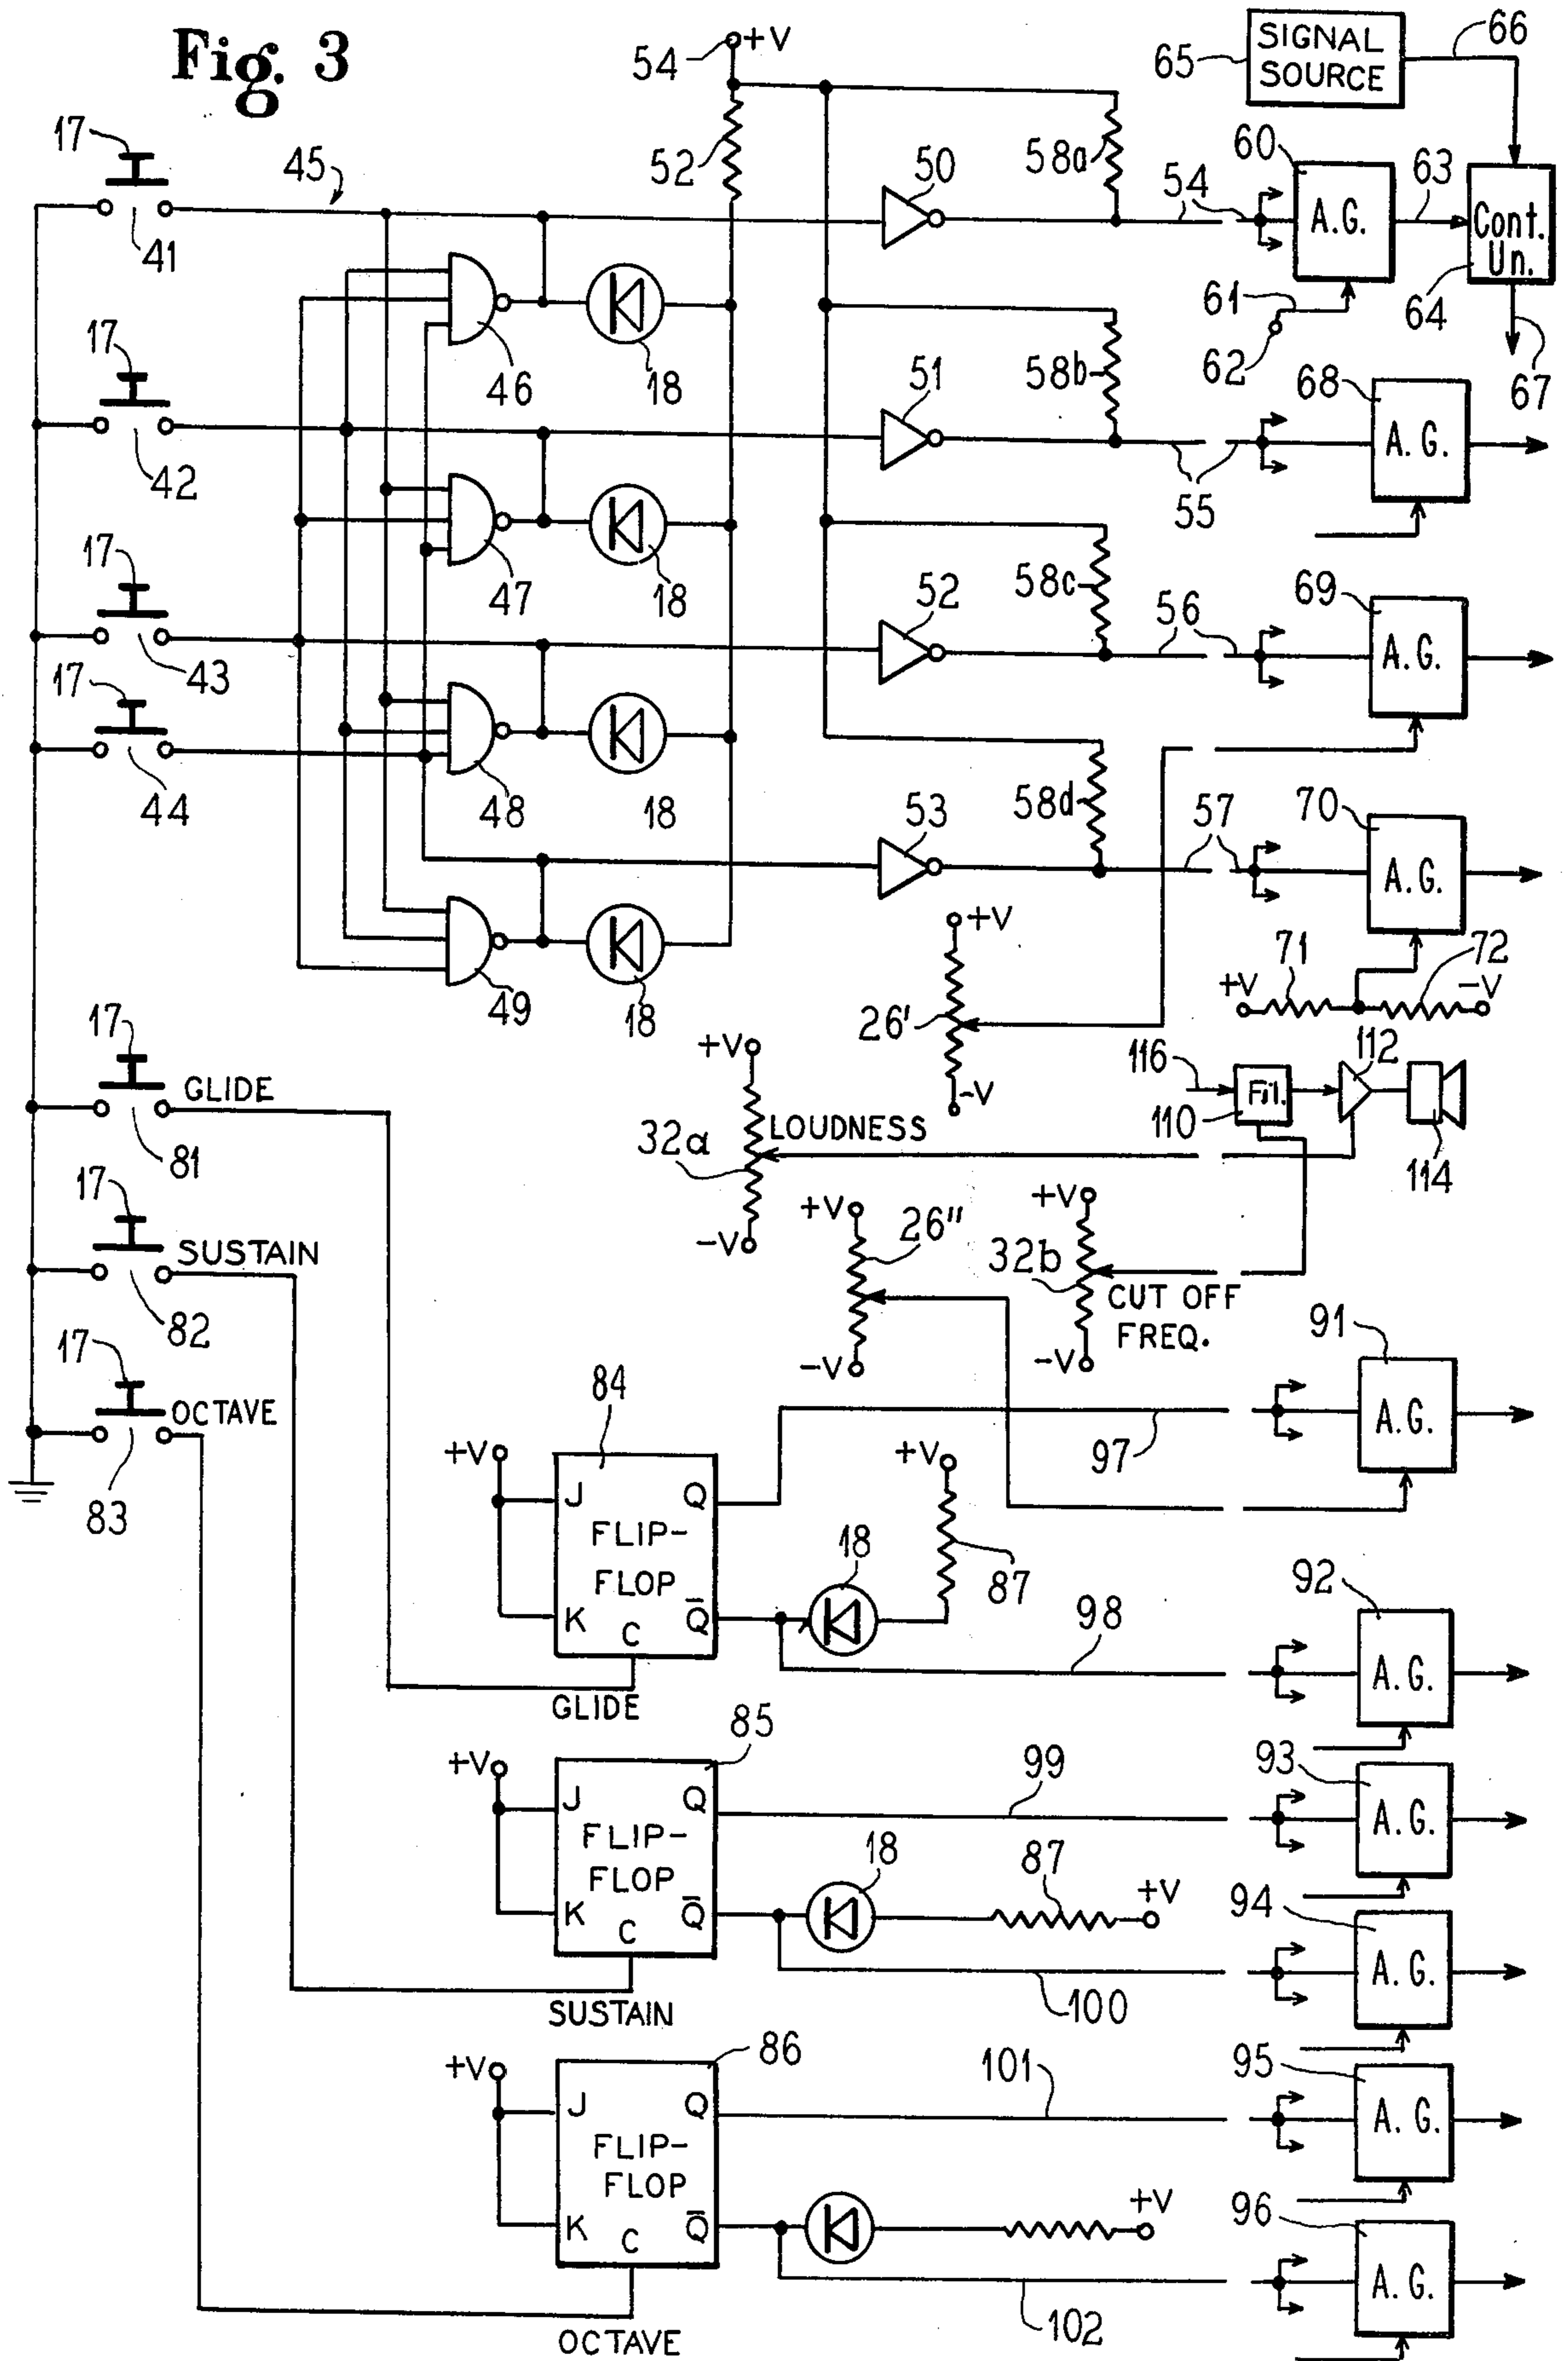 Fig. 3
54 +V
65 SIGNAL SOURCE 66
17
45
52
58a
50
54
60 A.G. 63
Cont. Un.
41
46
18
61
62
64
67
17
42
51
58b
55
68 A.G.
47
18
17
43
52
58c
56
69 A.G.
17
44
48
18
53
58d
57
70 A.G.
49
18
+V
26'
-V
71
72
+V
-V
17
GLIDE
81
+V
32a
LOUDNESS
-V
116
Fil.
110
112
114
17
SUSTAIN
82
+V
26"
-V
+V
32b
CUT OFF
FREQ.
-V
17
OCTAVE
83
84
+V
J Q
FLIP-
FLOP
K C Q̅
GLIDE
97
91
A.G.
+V
18
87
98
92
A.G.
85
+V
J Q
FLIP-
FLOP
K C Q̅
SUSTAIN
99
93
A.G.
18
87
+V
100
94
A.G.
86
+V
J Q
FLIP-
FLOP
K C Q̅
OCTAVE
101
95
A.G.
+V
102
96
A.G.